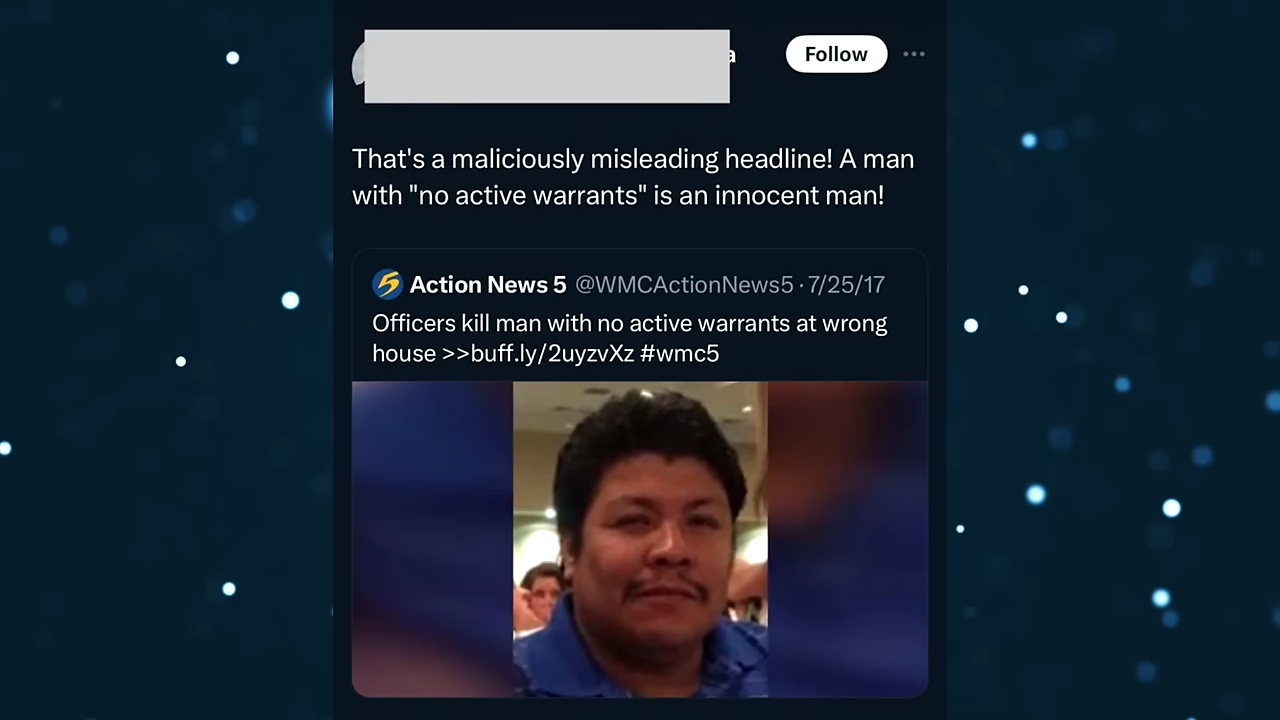 a
Follow
That's a maliciously misleading headline! A man
with "no active warrants" is an innocent man!
Action News 5 @WMCActionNews5 · 7/25/17
Officers kill man with no active warrants at wrong
house >>buff.ly/2uyzvXz #wmc5